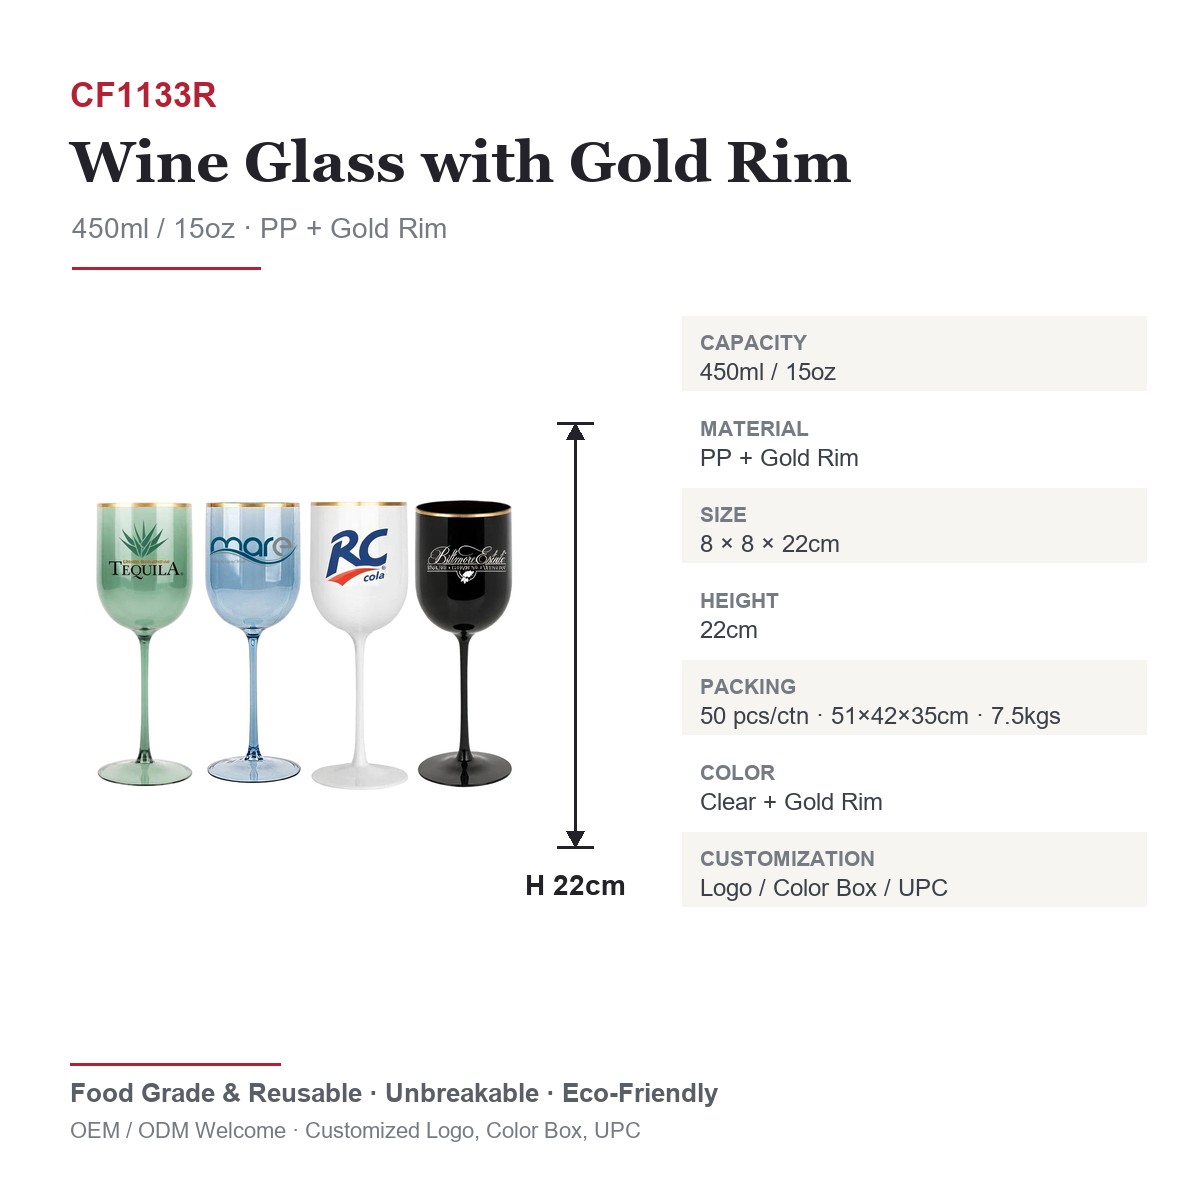 CF1133R
Wine Glass with Gold Rim
450ml / 15oz · PP + Gold Rim
TEQUILA
mare
RC
cola
Biltmore Estate
H 22cm
CAPACITY
450ml / 15oz
MATERIAL
PP + Gold Rim
SIZE
8 × 8 × 22cm
HEIGHT
22cm
PACKING
50 pcs/ctn · 51×42×35cm · 7.5kgs
COLOR
Clear + Gold Rim
CUSTOMIZATION
Logo / Color Box / UPC
Food Grade & Reusable · Unbreakable · Eco-Friendly
OEM / ODM Welcome · Customized Logo, Color Box, UPC